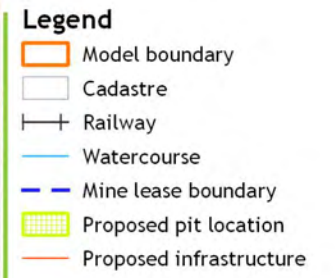 Legend
Model boundary
Cadastre
Railway
Watercourse
Mine lease boundary
Proposed pit location
Proposed infrastructure